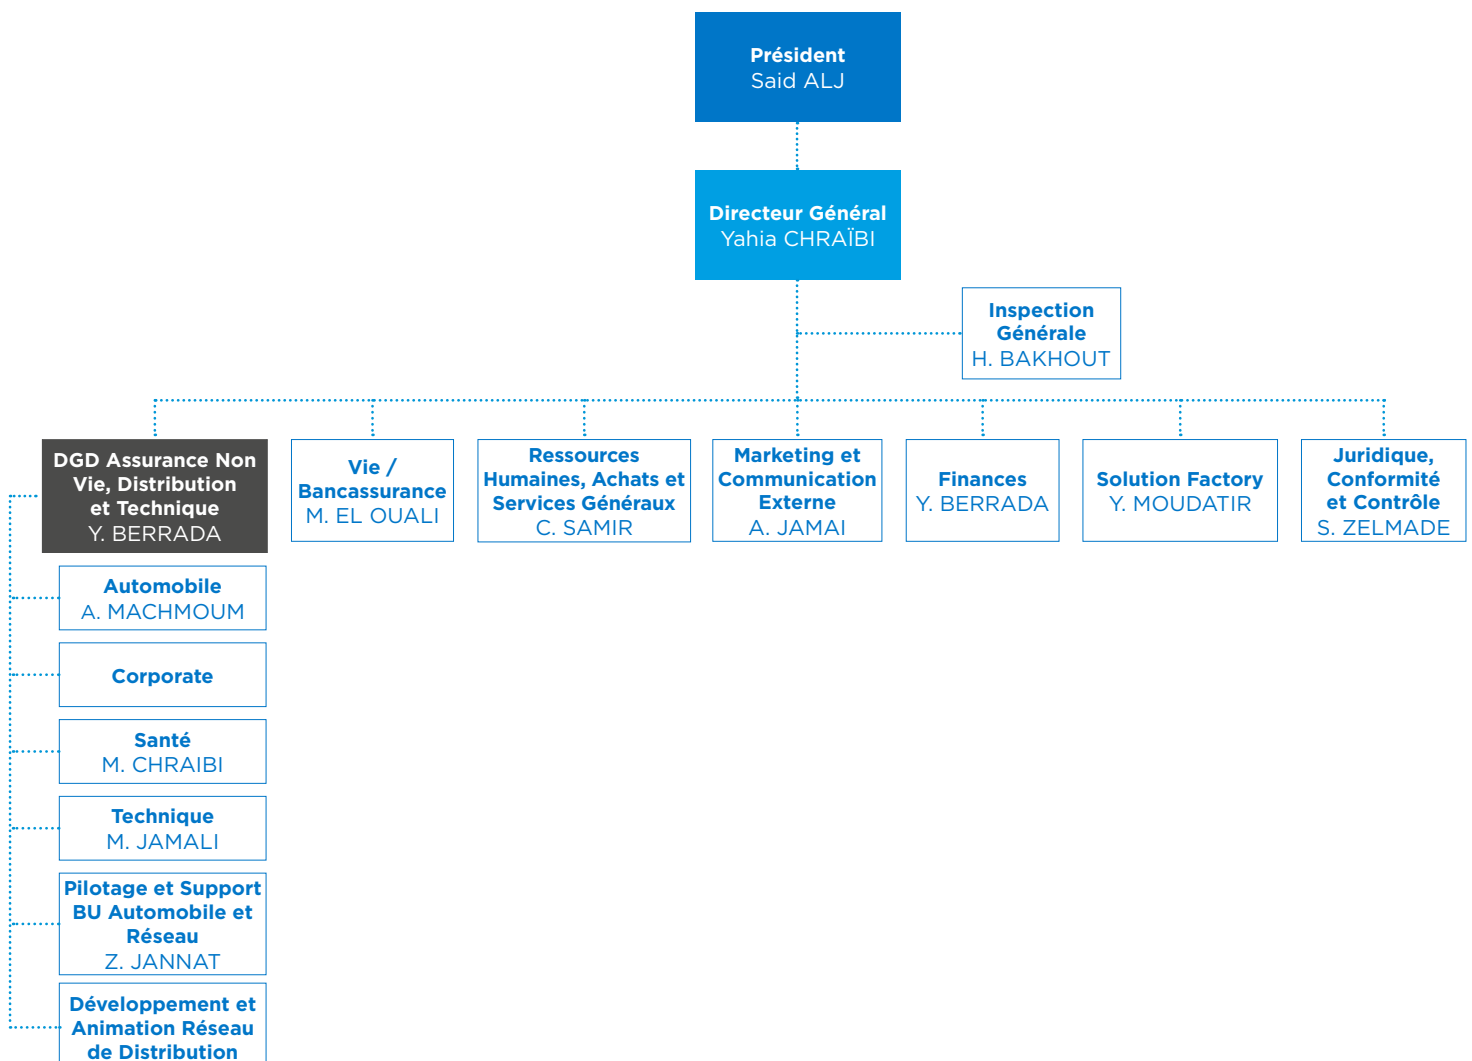 Président
Said ALJ
Directeur Général
Yahia CHRAÏBI
Inspection
Générale
H. BAKHOUT
DGD Assurance Non
Vie, Distribution
et Technique
Y. BERRADA
Vie /
Bancassurance
M. EL OUALI
Ressources
Humaines, Achats et
Services Généraux
C. SAMIR
Marketing et
Communication
Externe
A. JAMAI
Finances
Y. BERRADA
Solution Factory
Y. MOUDATIR
Juridique,
Conformité
et Contrôle
S. ZELMADE
Automobile
A. MACHMOUM
Corporate
Santé
M. CHRAIBI
Technique
M. JAMALI
Pilotage et Support
BU Automobile et
Réseau
Z. JANNAT
Développement et
Animation Réseau
de Distribution